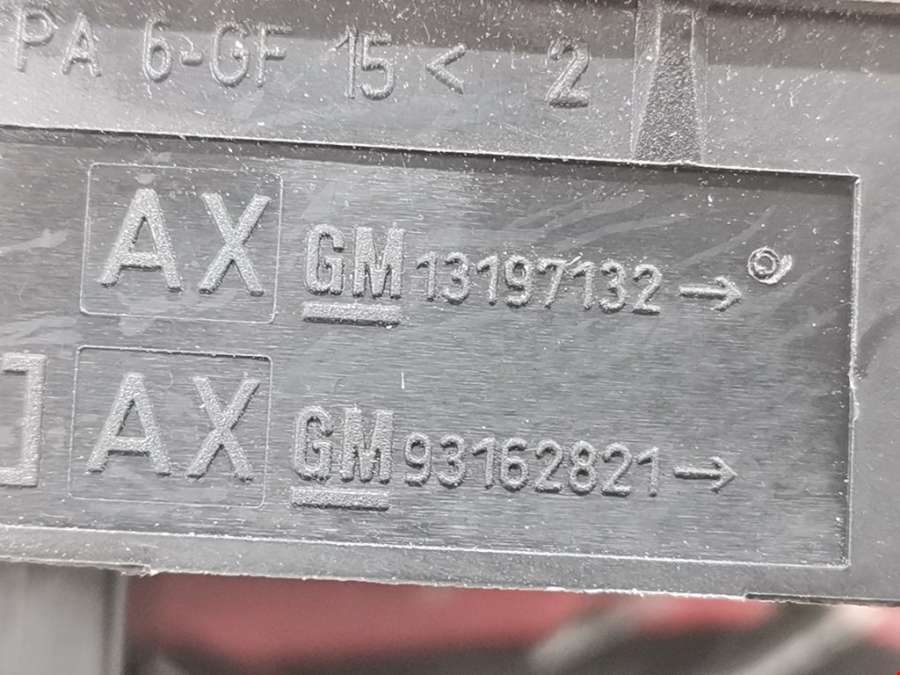 PA 6-GF 15 < 2
AX GM 13197132 →
AX GM 93162821 →